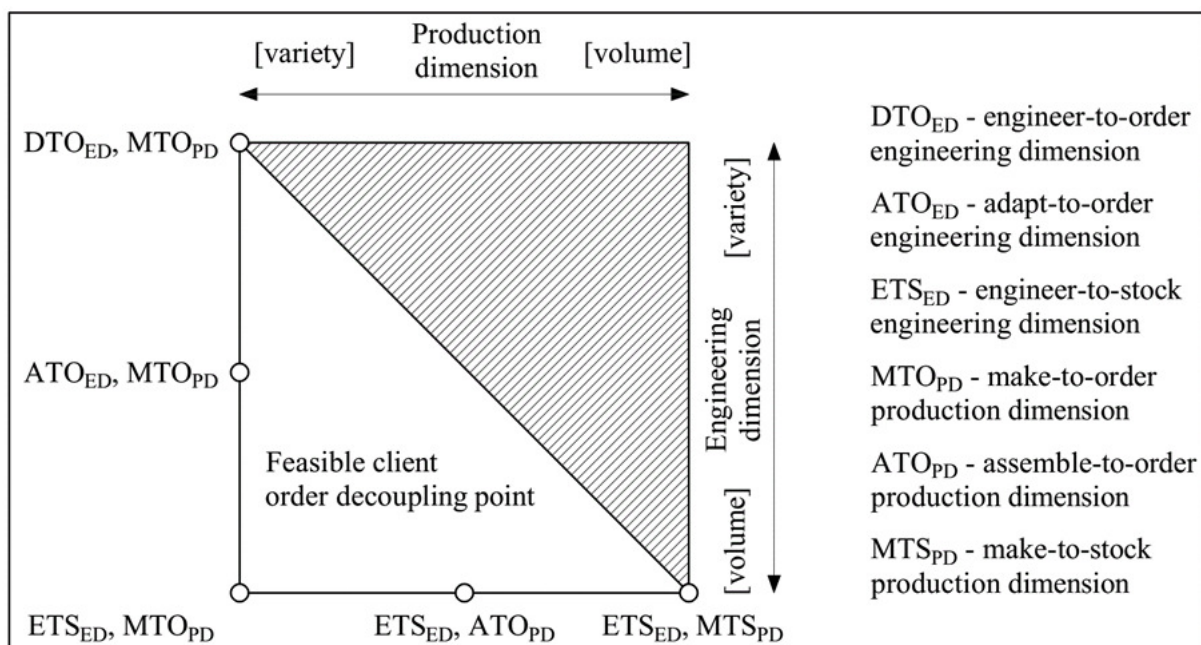 Production
dimension
[variety]
[volume]
DTO_ED, MTO_PD
ATO_ED, MTO_PD
Feasible client
order decoupling point
ETS_ED, MTO_PD
ETS_ED, ATO_PD
ETS_ED, MTS_PD
[variety]
Engineering
dimension
[volume]
DTO_ED - engineer-to-order
engineering dimension
ATO_ED - adapt-to-order
engineering dimension
ETS_ED - engineer-to-stock
engineering dimension
MTO_PD - make-to-order
production dimension
ATO_PD - assemble-to-order
production dimension
MTS_PD - make-to-stock
production dimension